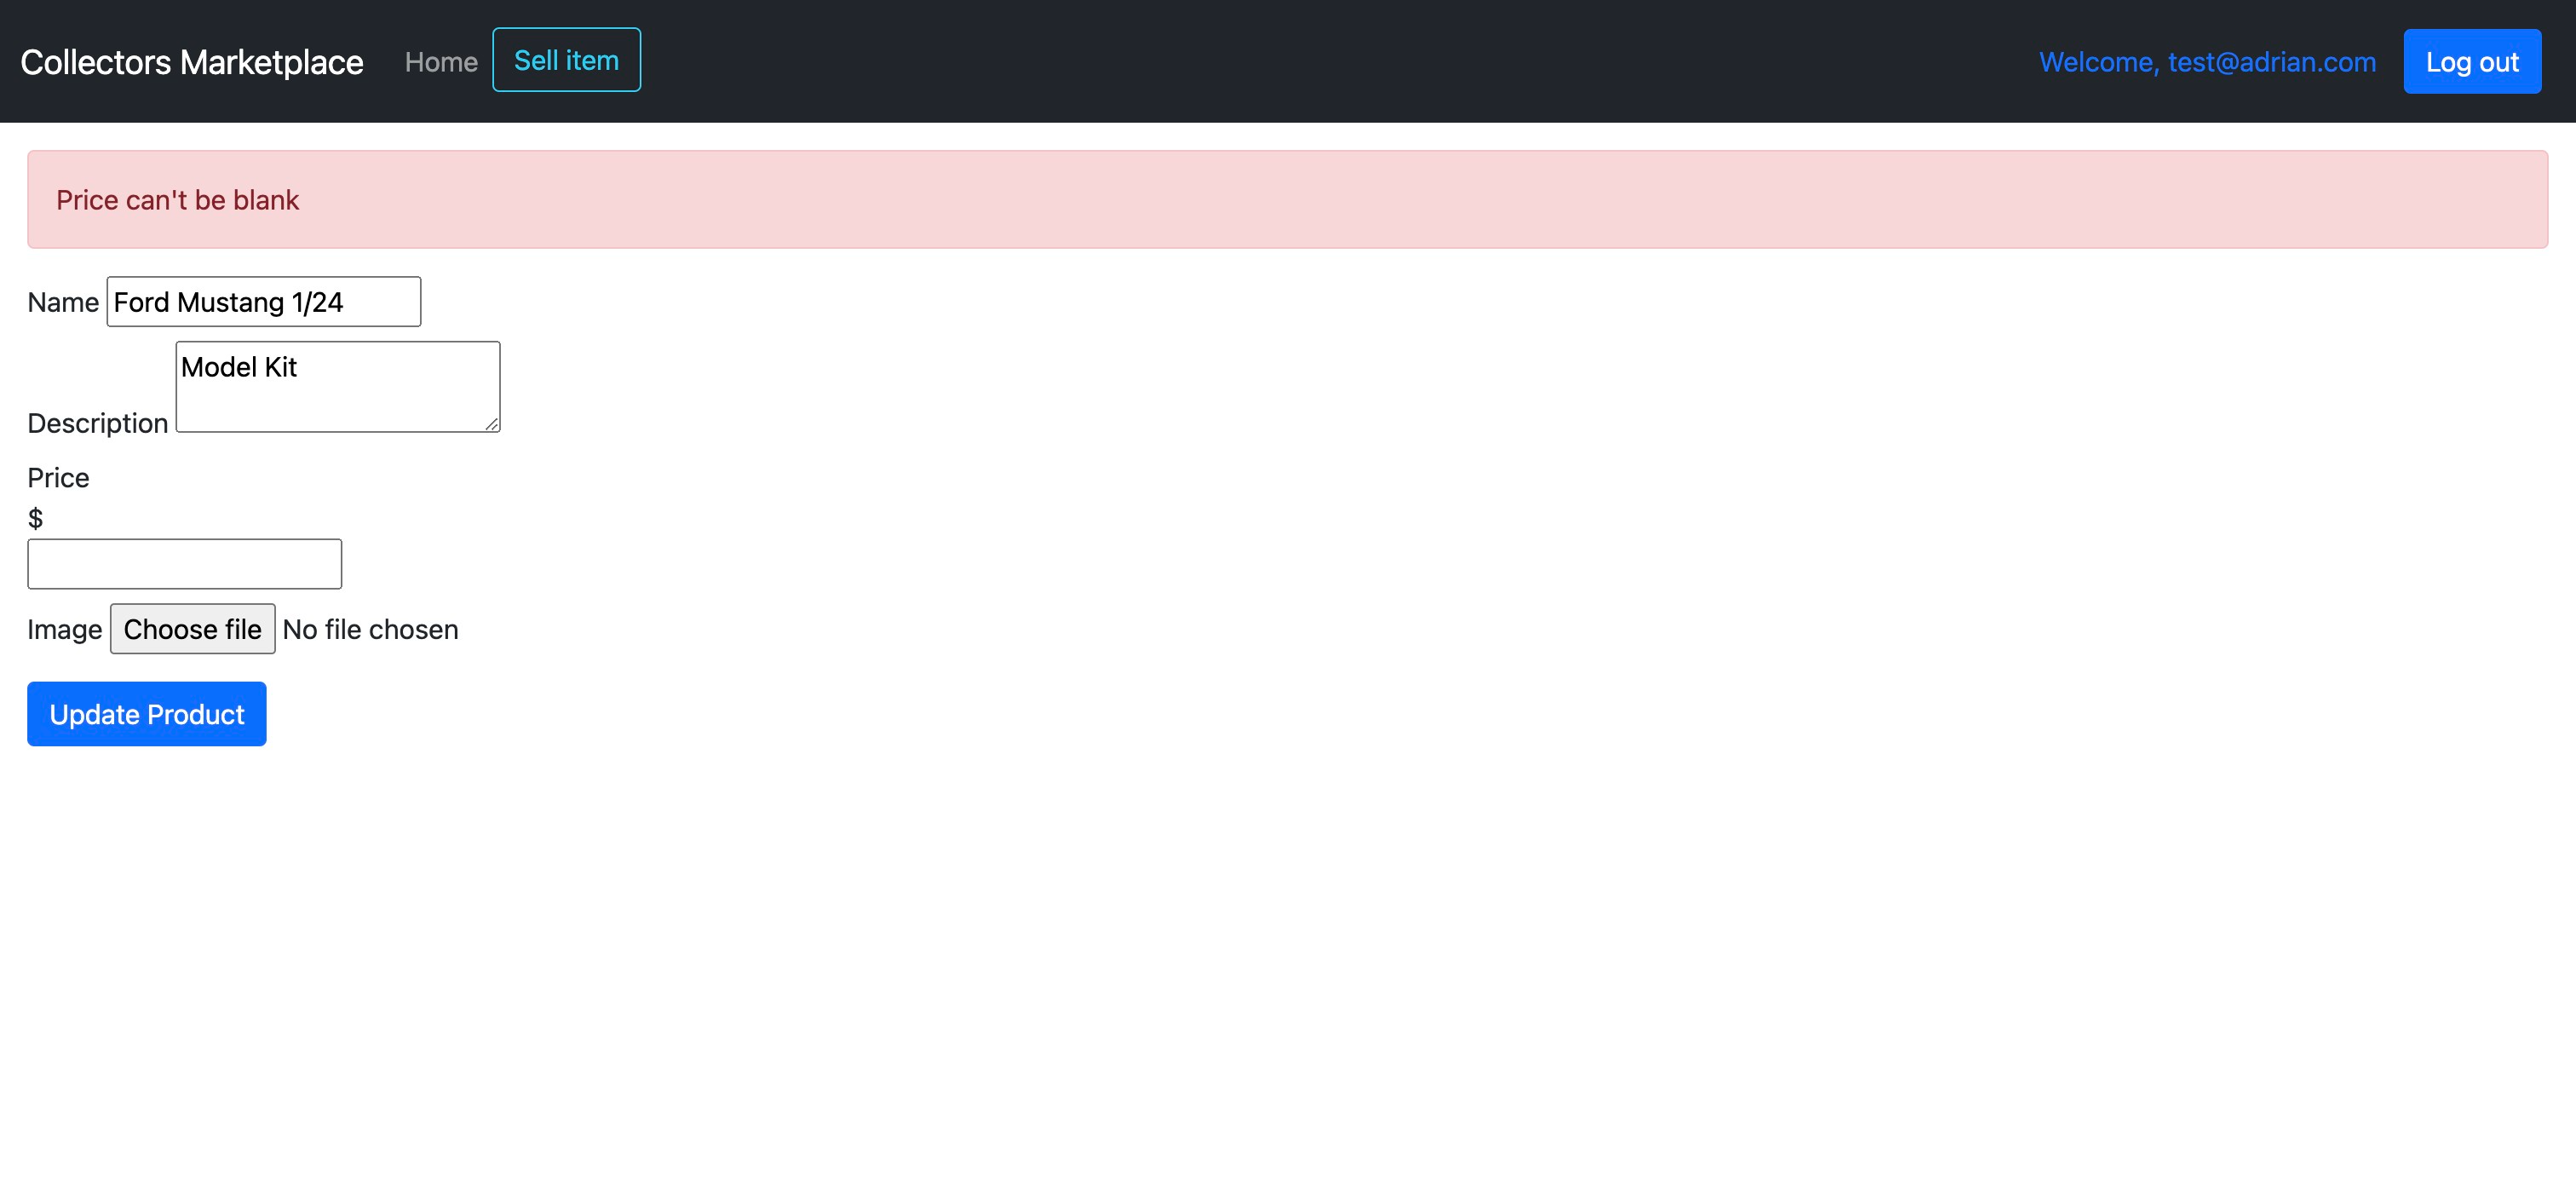 Collectors Marketplace Home Sell item Welcome, test@adrian.com Log out
Price can't be blank
Name Ford Mustang 1/24
Model Kit
Description
Price
$
Image Choose file No file chosen
Update Product